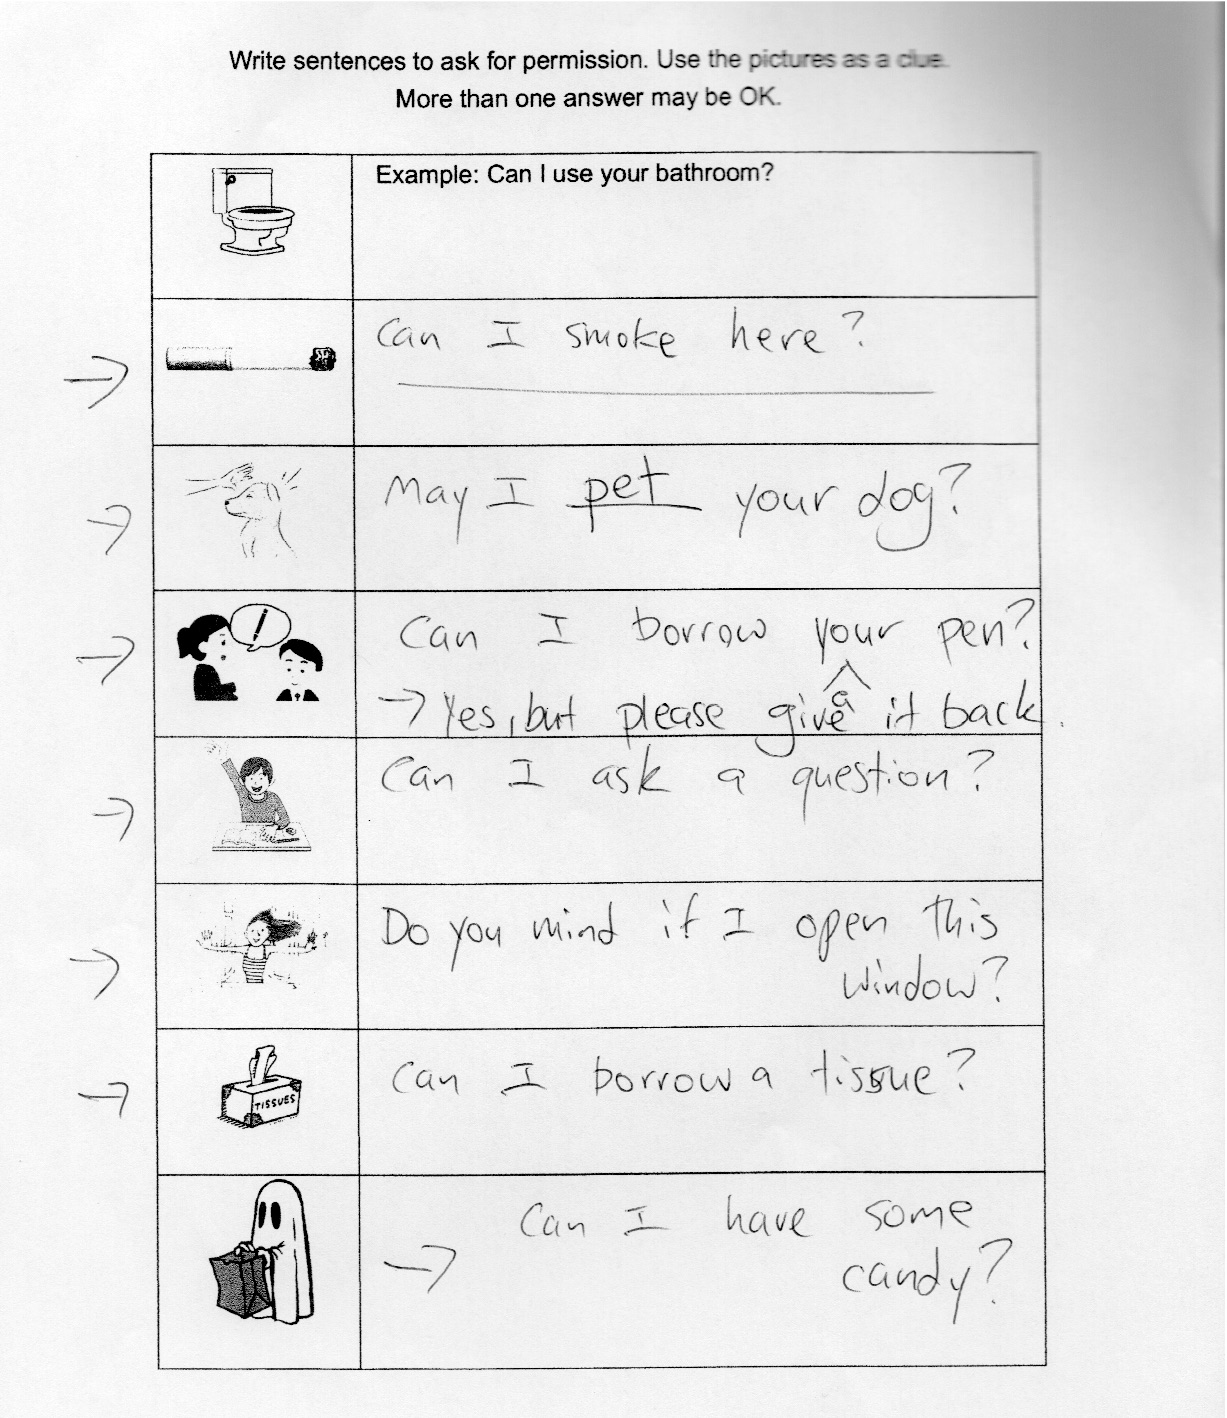 Write sentences to ask for permission. Use the pictures as a clue.
More than one answer may be OK.
Example: Can I use your bathroom?
Can I smoke here?
May I pet your dog?
Can I borrow your pen?
a
→ Yes, but please give it back.
Can I ask a question?
Do you mind if I open this
window?
Can I borrow a tissue?
TISSUES
Can I have some
→ candy?